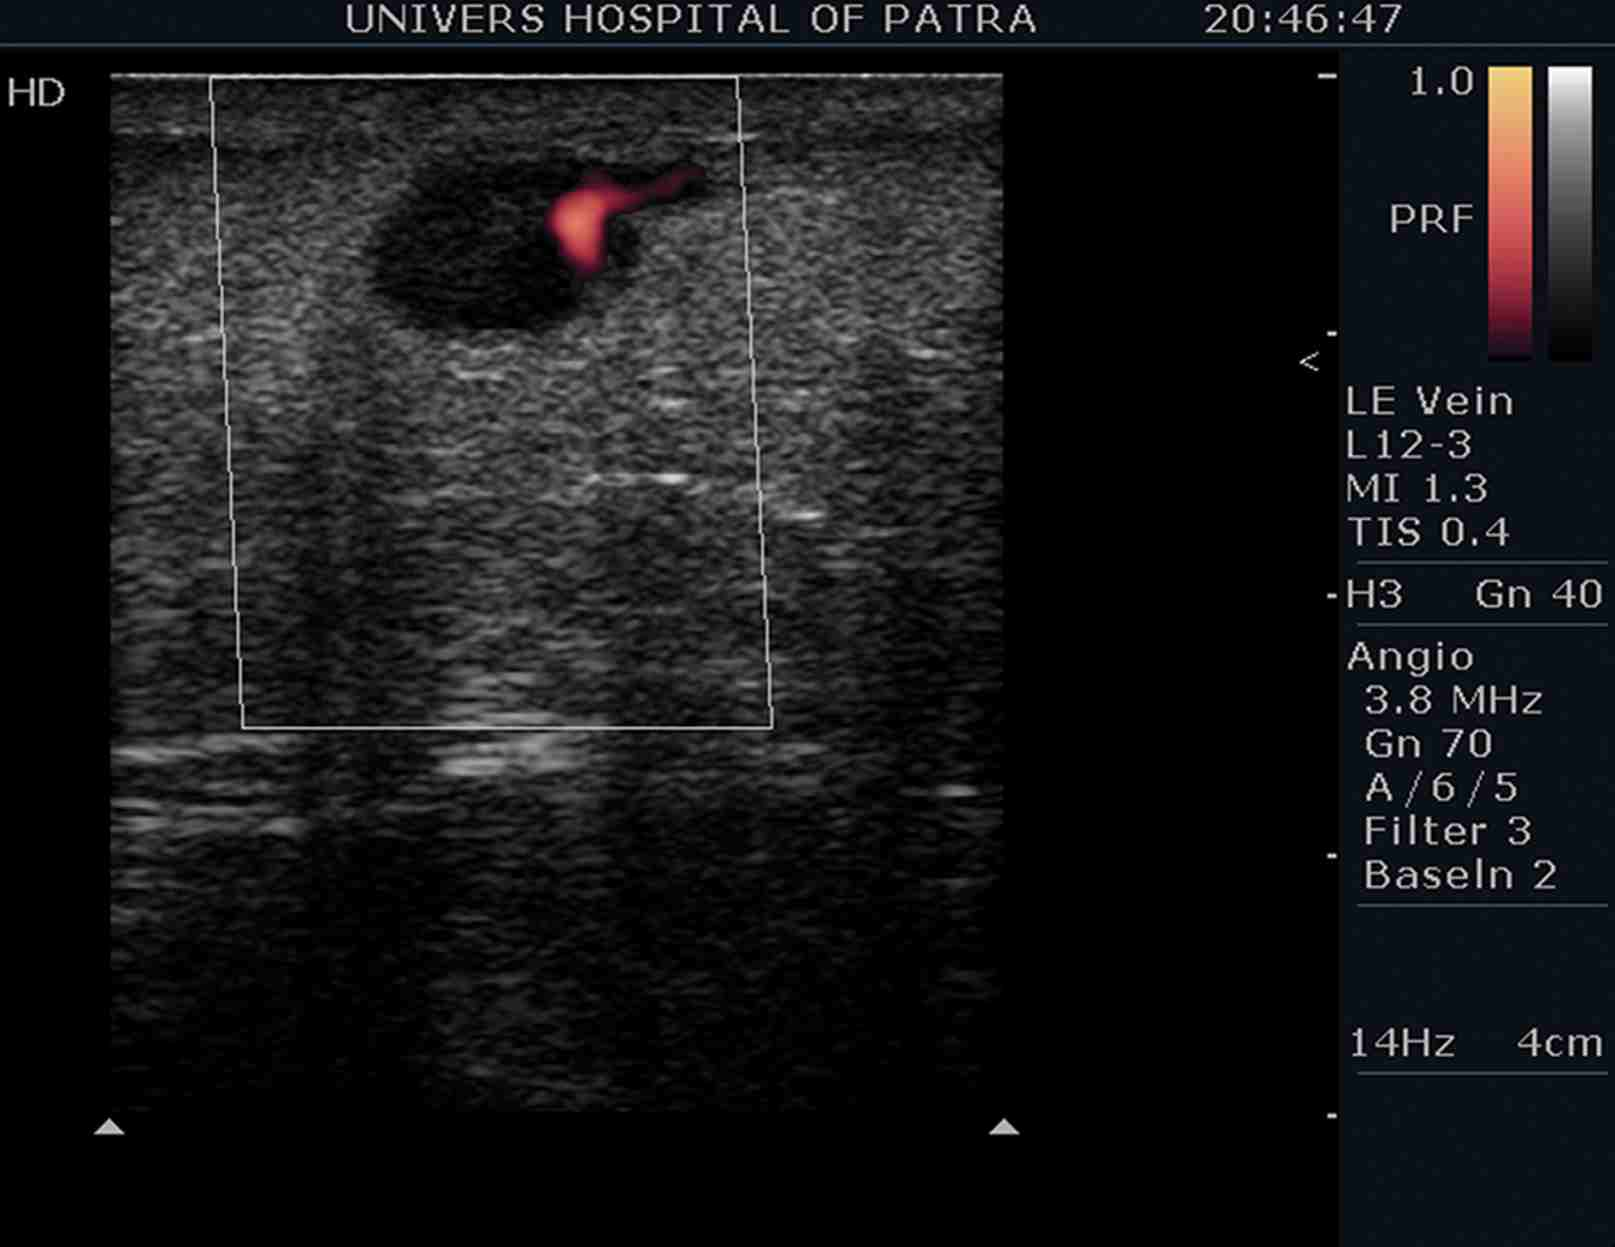 UNIVERS HOSPITAL OF PATRA 20:46:47
HD
1.0
PRF
<
LE Vein
L12-3
MI 1.3
TIS 0.4
H3 Gn 40
Angio
3.8 MHz
Gn 70
A/6/5
Filter 3
Baseln 2
14Hz 4cm